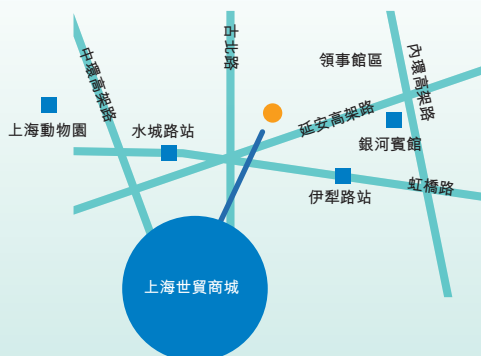 古北路
中環高架路
領事館區
內環高架路
上海動物園
水城路站
延安高架路
銀河賓館
伊犁路站
虹橋路
上海世貿商城